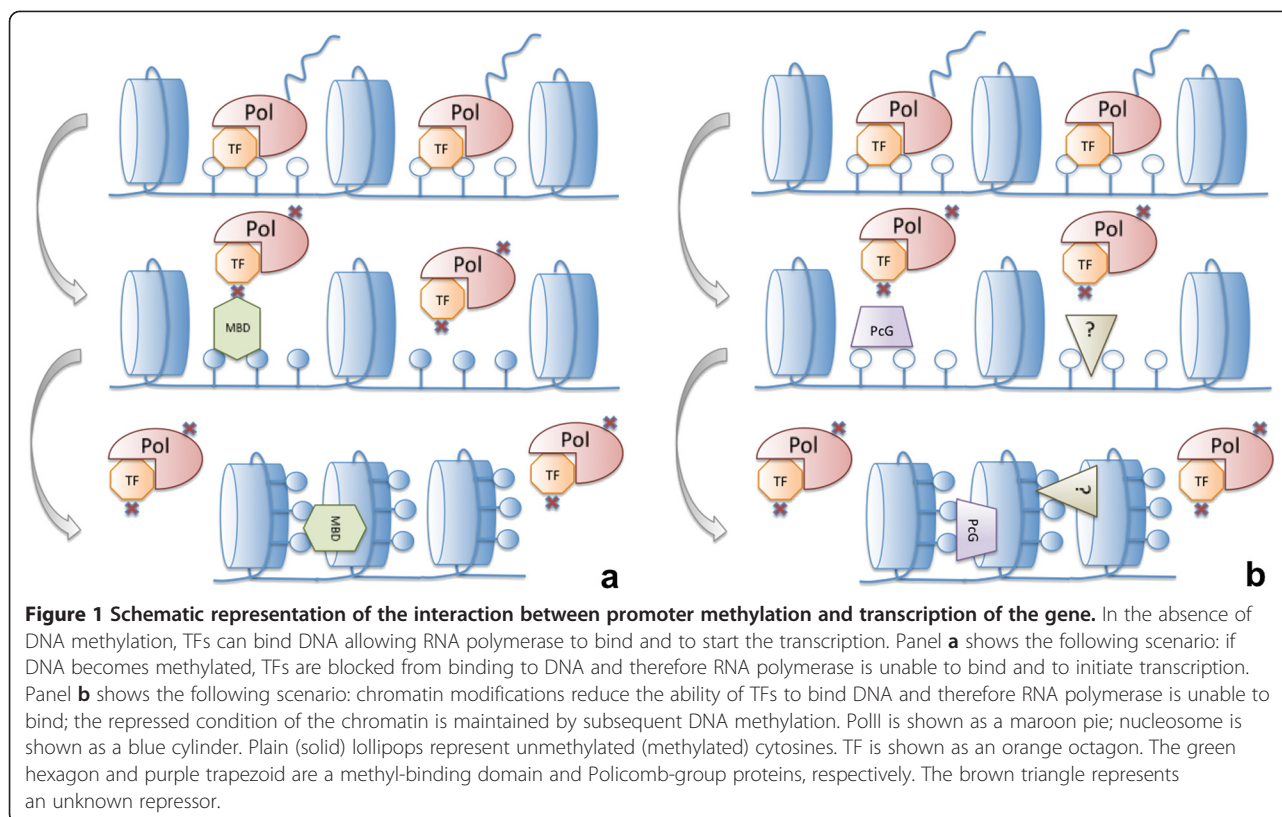 Pol
Pol
TF
TF
Pol
Pol
TF
TF
Pol
TF
Pol
TF
MBD
Pol
TF
Pol
TF
PcG
?
Pol
TF
Pol
TF
MBD
a
Pol
TF
Pol
TF
PcG
?
b
Figure 1 Schematic representation of the interaction between promoter methylation and transcription of the gene. In the absence of
DNA methylation, TFs can bind DNA allowing RNA polymerase to bind and to start the transcription. Panel a shows the following scenario: if
DNA becomes methylated, TFs are blocked from binding to DNA and therefore RNA polymerase is unable to bind and to initiate transcription.
Panel b shows the following scenario: chromatin modifications reduce the ability of TFs to bind DNA and therefore RNA polymerase is unable to
bind; the repressed condition of the chromatin is maintained by subsequent DNA methylation. PolII is shown as a maroon pie; nucleosome is
shown as a blue cylinder. Plain (solid) lollipops represent unmethylated (methylated) cytosines. TF is shown as an orange octagon. The green
hexagon and purple trapezoid are a methyl-binding domain and Policomb-group proteins, respectively. The brown triangle represents
an unknown repressor.